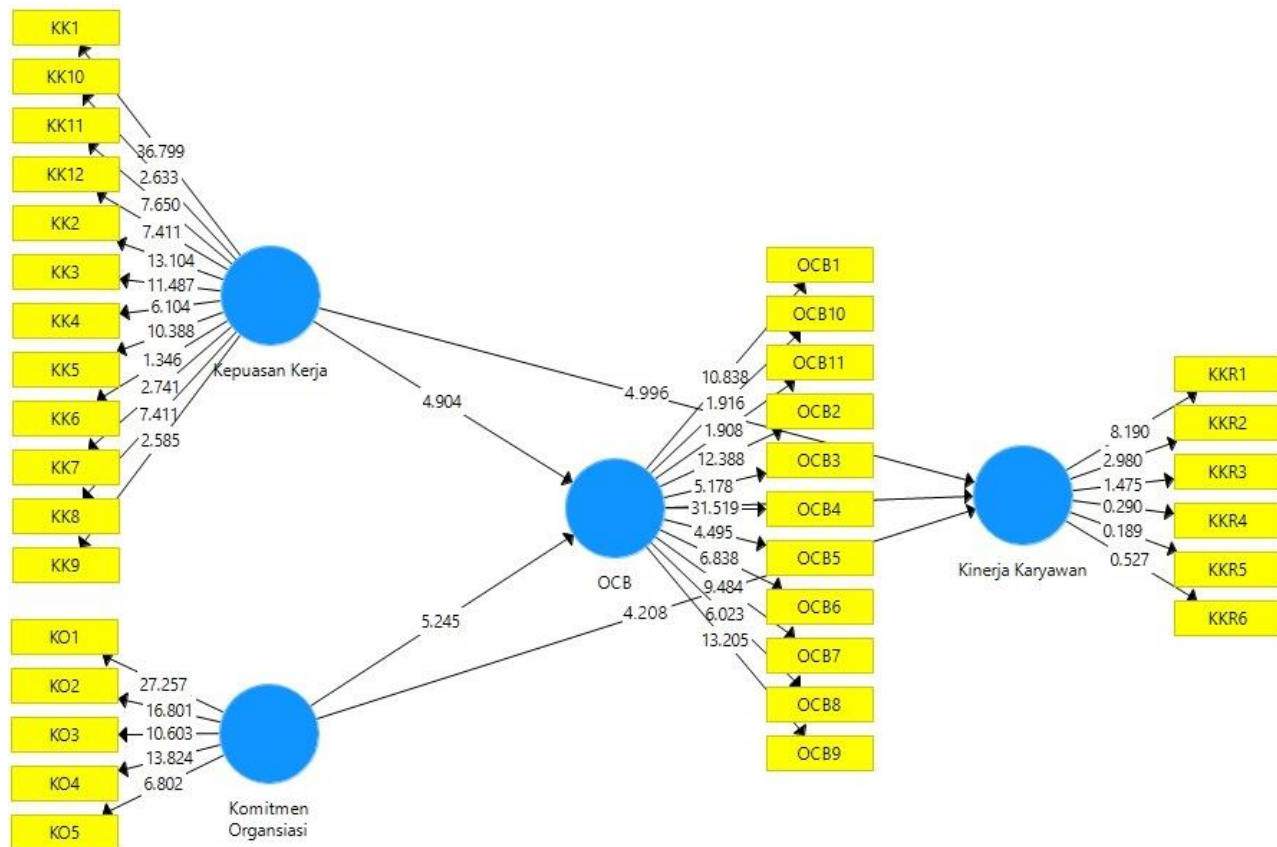 KK1
KK10
KK11
KK12
KK2
KK3
KK4
KK5
KK6
KK7
KK8
KK9
36.799
2.633
7.650
7.411
13.104
11.487
6.104
10.388
1.346
2.741
7.411
2.585
Kepuasan Kerja
KO1
KO2
KO3
KO4
KO5
27.257
16.801
10.603
13.824
6.802
Komitmen
Organsiasi
4.904
5.245
4.996
4.208
OCB
OCB1
OCB10
OCB11
OCB2
OCB3
OCB4
OCB5
OCB6
OCB7
OCB8
OCB9
10.838
1.916
1.908
12.388
5.178
31.519
4.495
6.838
9.484
6.023
13.205
Kinerja Karyawan
8.190
2.980
1.475
0.290
0.189
0.527
KKR1
KKR2
KKR3
KKR4
KKR5
KKR6